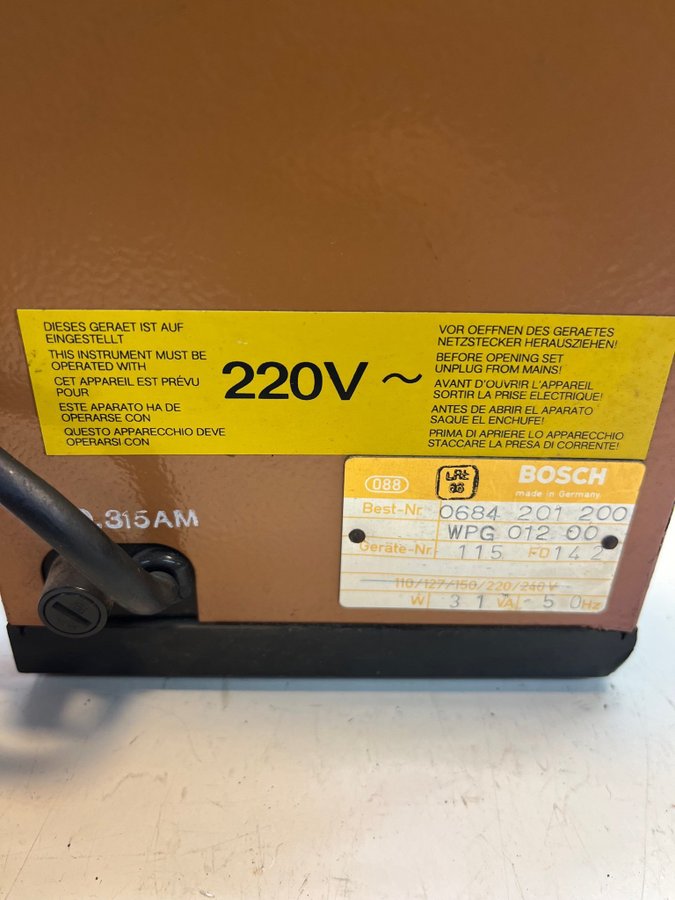 DIESES GERAET IST AUF
EINGESTELLT
THIS INSTRUMENT MUST BE
OPERATED WITH
CET APPAREIL EST PRÉVU
POUR
ESTE APARATO HA DE
OPERARSE CON
QUESTO APPARECCHIO DEVE
OPERARSI CON
220V ~
VOR OEFFNEN DES GERAETES
NETZSTECKER HERAUSZIEHEN!
BEFORE OPENING SET
UNPLUG FROM MAINS!
AVANT D'OUVRIR L'APPAREIL
SORTIR LA PRISE ELECTRIQUE!
ANTES DE ABRIR EL APARATO
SAQUE EL ENCHUFE!
PRIMA DI APRIERE LO APPARECCHIO
STACCARE LA PRESA DI CORRENTE!
.315AM
088
BOSCH
made in Germany
Best-Nr 0684 201 200
WPG 012 00
Geräte-Nr. 115 FD 142
110/127/150/220/240 V
W 31 VA 50 Hz